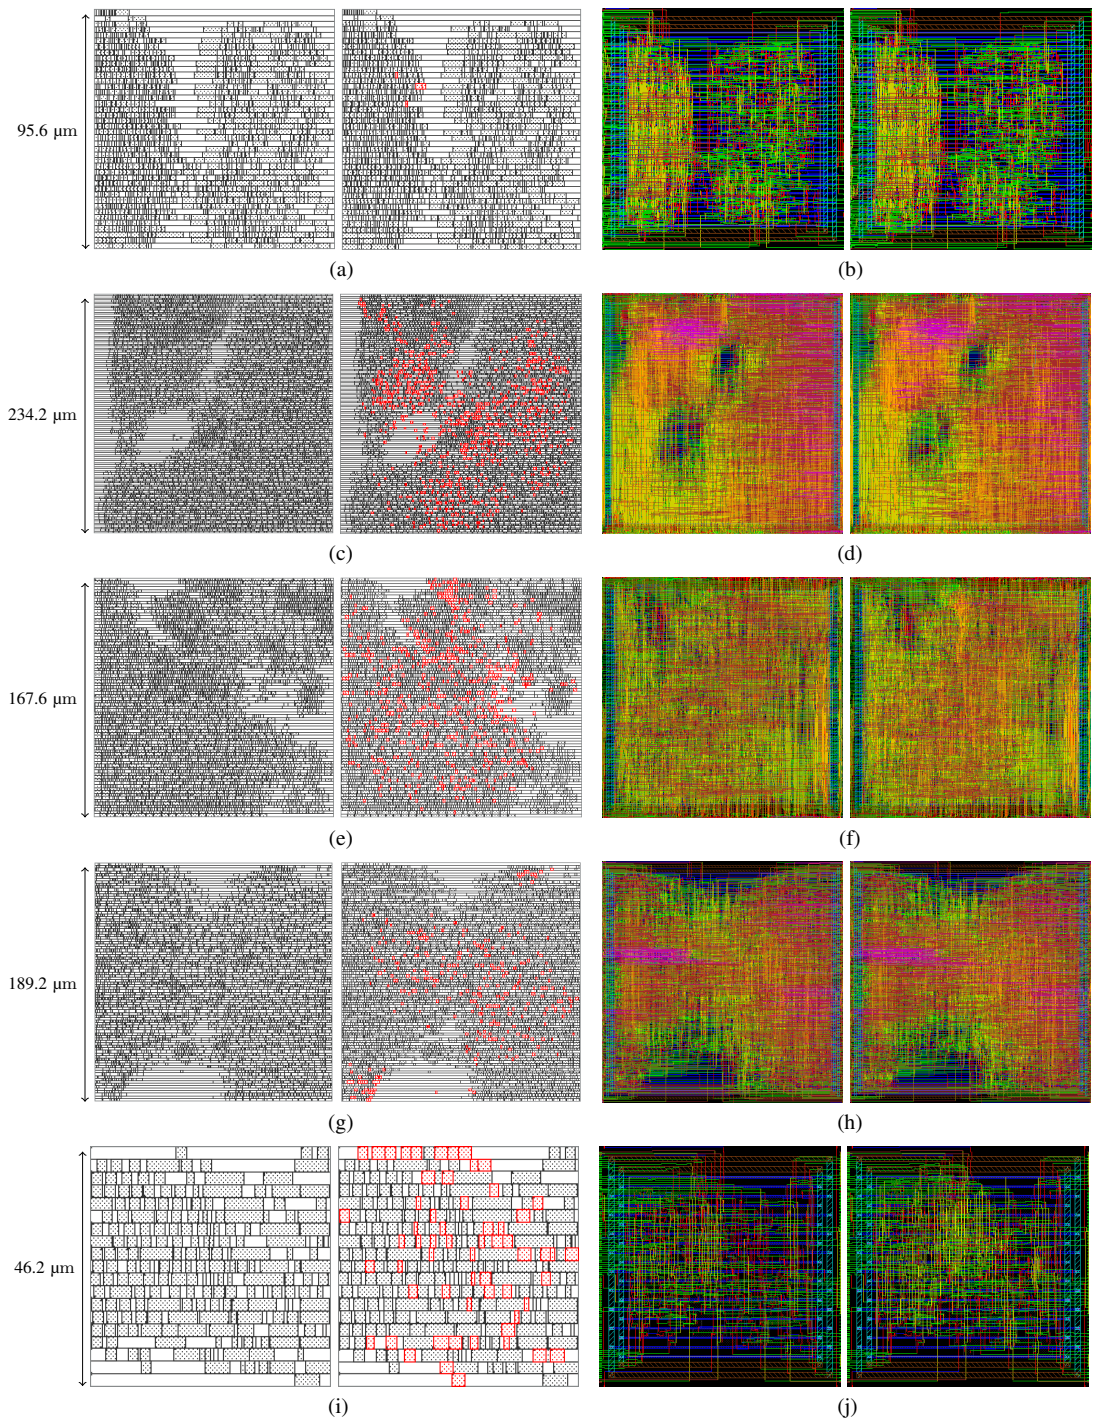 95.6 µm
(a)
(b)
234.2 µm
(c)
(d)
167.6 µm
(e)
(f)
189.2 µm
(g)
(h)
46.2 µm
(i)
(j)